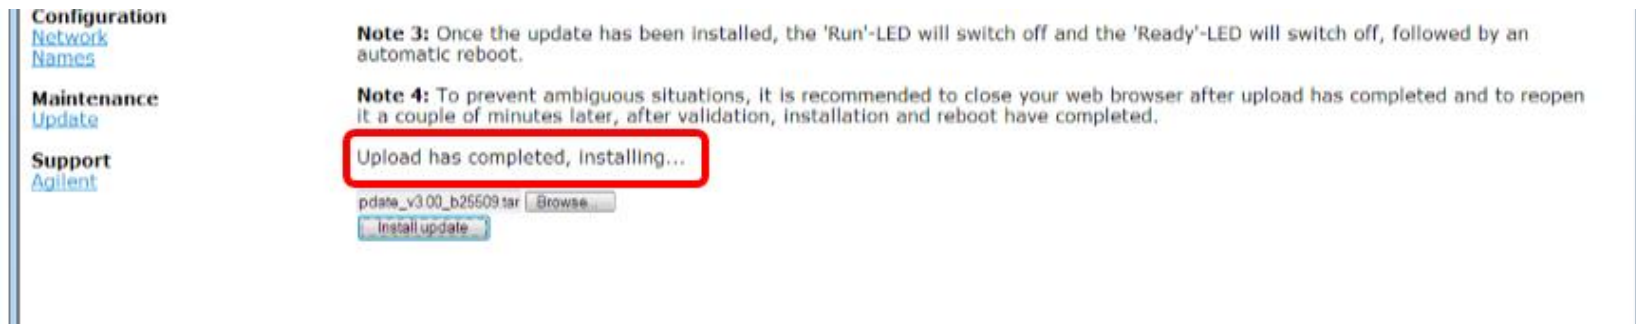 Configuration
Network
Names
Maintenance
Update
Support
Agilent
Note 3: Once the update has been installed, the 'Run'-LED will switch off and the 'Ready'-LED will switch off, followed by an
automatic reboot.
Note 4: To prevent ambiguous situations, it is recommended to close your web browser after upload has completed and to reopen
it a couple of minutes later, after validation, installation and reboot have completed.
Upload has completed, installing...
pdate_v3.00_b25509.tar Browse...
Install update